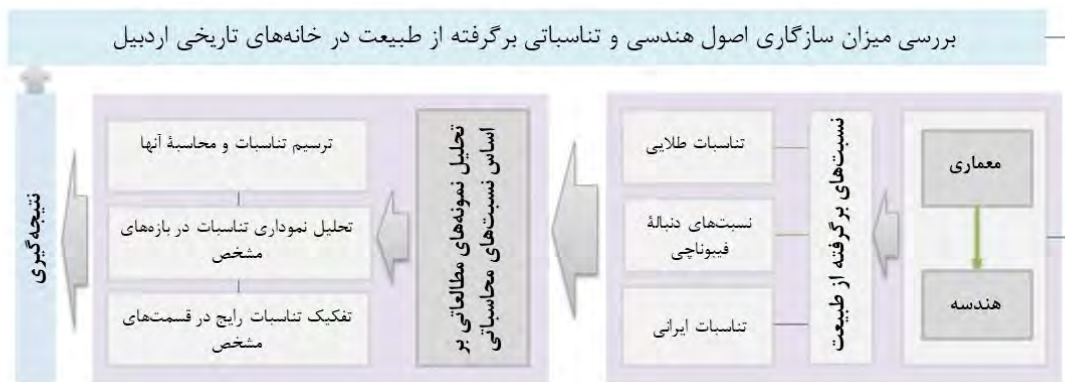 بررسی میزان سازگاری اصول هندسی و تناسباتی برگرفته از طبیعت در خانه‌های تاریخی اردبیل
معماری
هندسه
نسبت‌های برگرفته از طبیعت
تناسبات طلایی
نسبت‌های دنبالۀ
فیبوناچی
تناسبات ایرانی
تحلیل نمونه‌های مطالعاتی بر
اساس نسبت‌های محاسباتی
ترسیم تناسبات و محاسبۀ آنها
تحلیل نموداری تناسبات در بازه‌های
مشخص
تفکیک تناسبات رایج در قسمت‌های
مشخص
نتیجه‌گیری